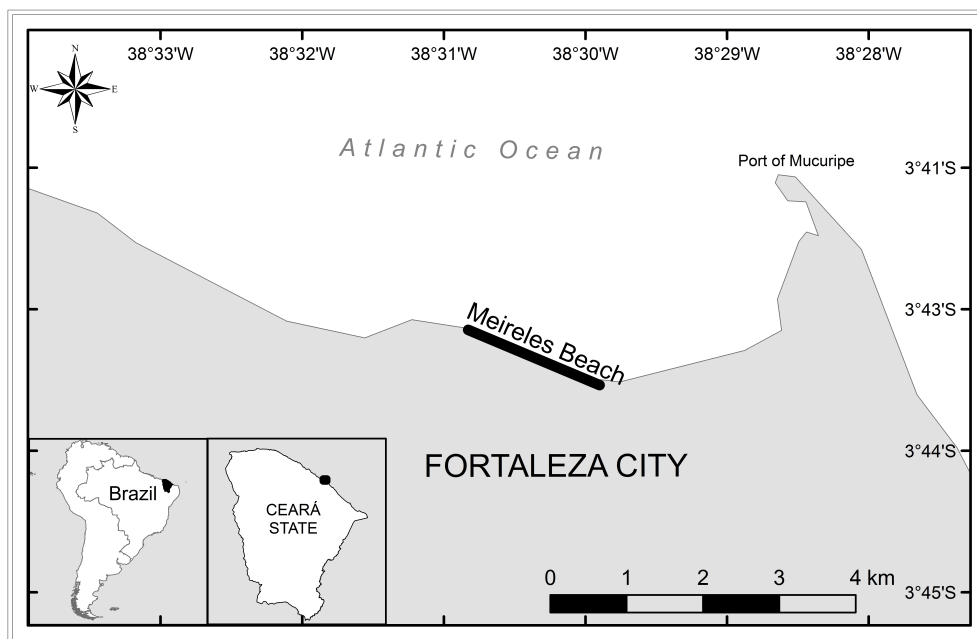 38°33'W 38°32'W 38°31'W 38°30'W 38°29'W 38°28'W
N
W E
S
Atlantic Ocean
Port of Mucuripe
3°41'S
3°43'S
Meireles Beach
3°44'S
FORTALEZA CITY
Brazil
CEARÁ
STATE
0 1 2 3 4 km
3°45'S